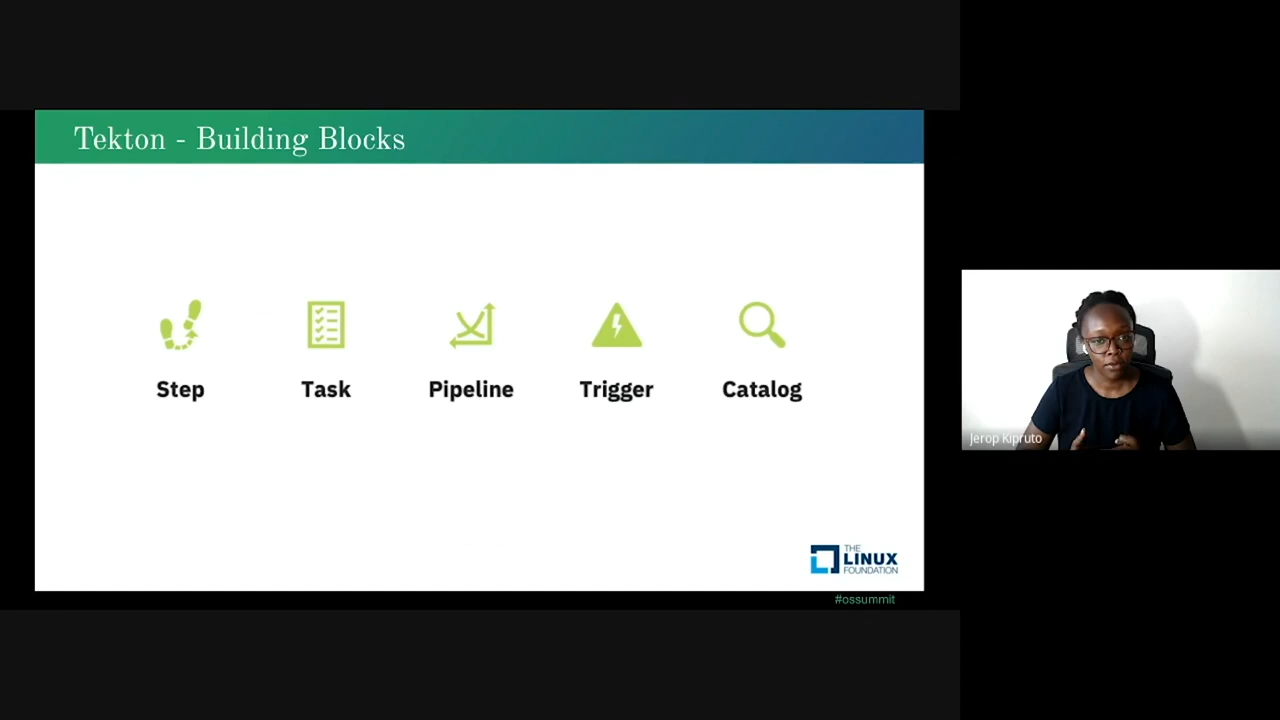 Tekton - Building Blocks
Step
Task
Pipeline
Trigger
Catalog
THE
LINUX
FOUNDATION
#ossummit
Jerop Kipruto